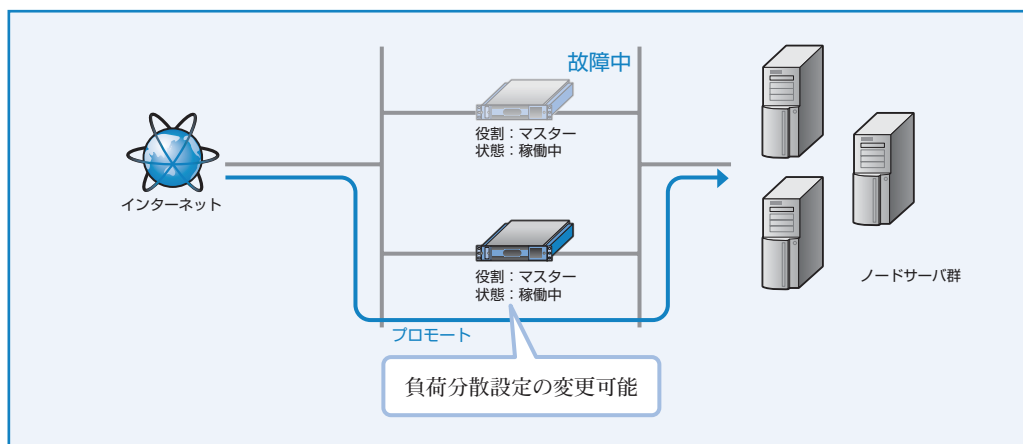 故障中
役割：マスター
状態：稼働中
インターネット
役割：マスター
状態：稼働中
ノードサーバ群
プロモート
負荷分散設定の変更可能